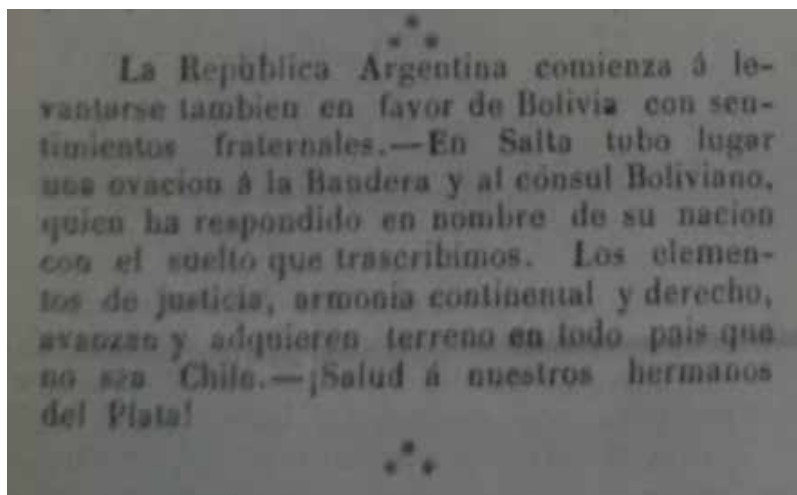 La República Argentina comienza á le-
vantarse tambien en favor de Bolivia con sen-
timientos fraternales.—En Salta tubo lugar
una ovacion á la Bandera y al cónsul Boliviano,
quien ha respondido en nombre de su nacion
con el suelto que trascribimos. Los elemen-
tos de justicia, armonía continental y derecho,
avanzan y adquieren terreno en todo pais que
no sea Chile.—¡Salud á nuestros hermanos
del Plata!